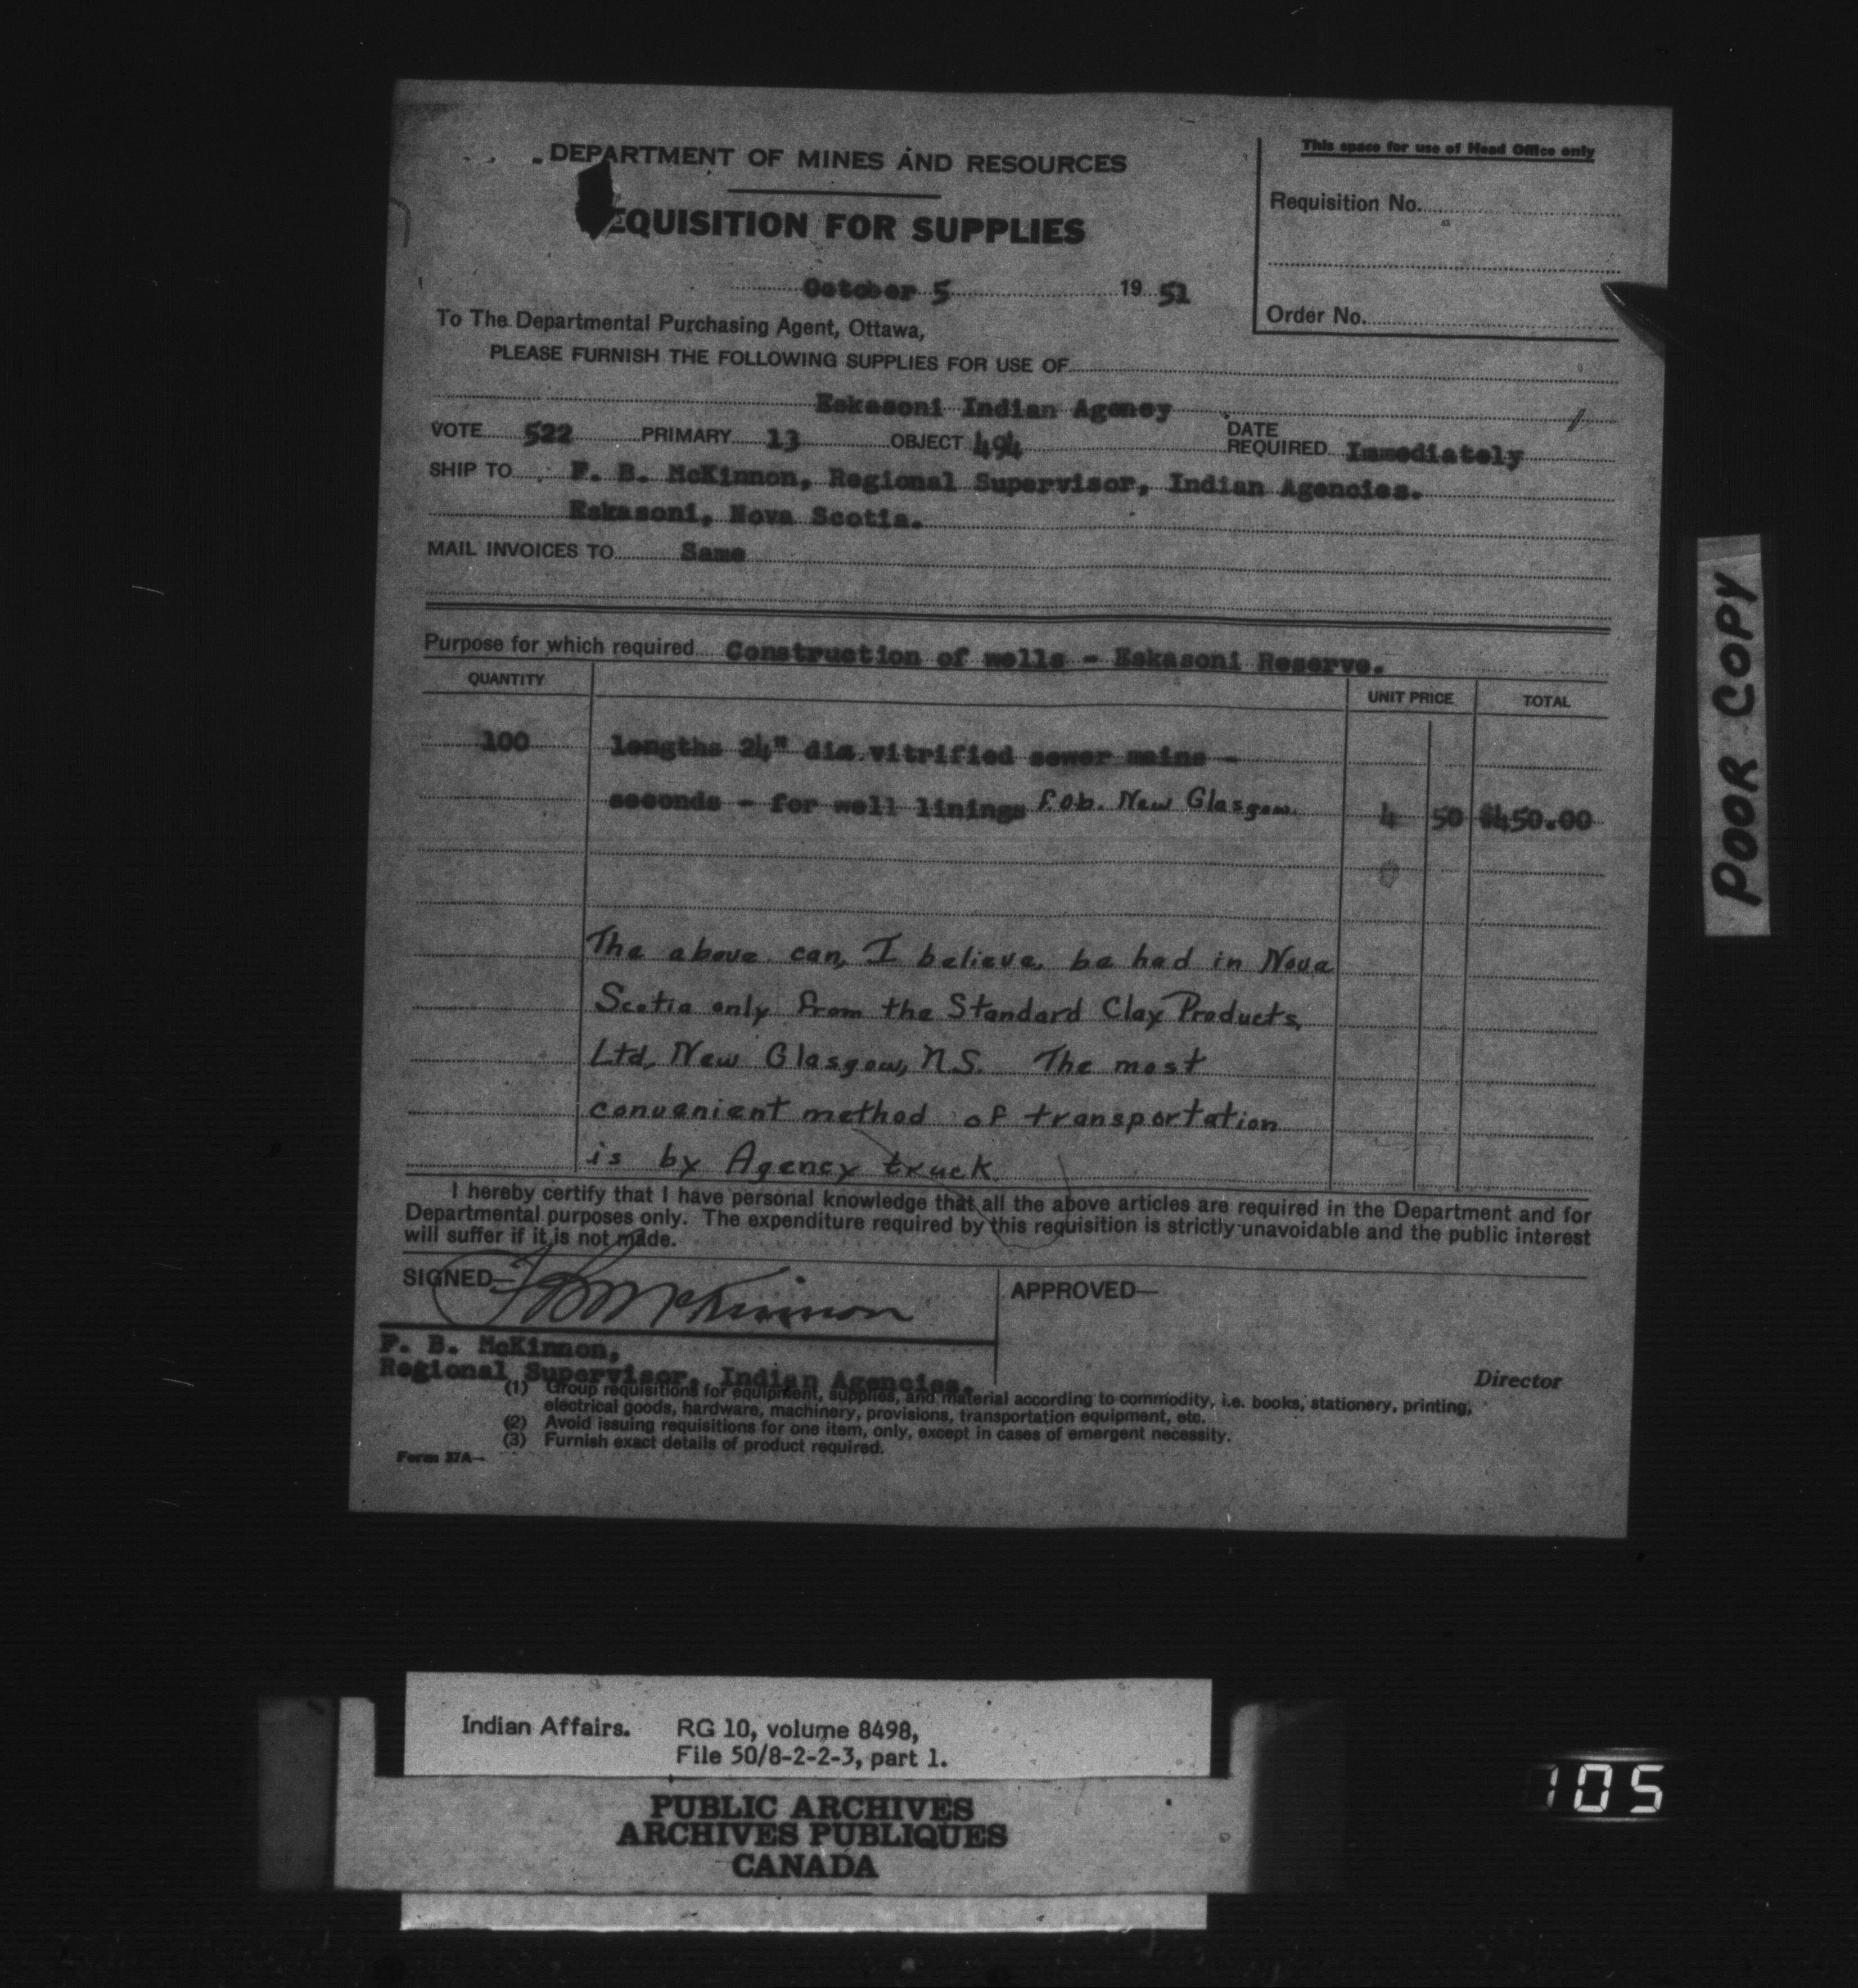 DEPARTMENT OF MINES AND RESOURCES
EQUISITION FOR SUPPLIES
This space for use of Head Office only
Requisition No.
Order No.
October 5 19 51
To The Departmental Purchasing Agent, Ottawa,
PLEASE FURNISH THE FOLLOWING SUPPLIES FOR USE OF
Eskasoni Indian Agency
VOTE 522 PRIMARY 13 OBJECT 494 DATE REQUIRED Immediately
SHIP TO F. B. McKinnon, Regional Supervisor, Indian Agencies.
Eskasoni, Nova Scotia.
MAIL INVOICES TO Same
Purpose for which required Construction of wells - Eskasoni Reserve.
QUANTITY UNIT PRICE TOTAL
100 lengths 24" dia vitrified sewer mains -
seconds - for well linings f.o.b. New Glasgow. 4 50 $450.00
The above can, I believe, be had in Nova
Scotia only from the Standard Clay Products,
Ltd, New Glasgow, N.S. The most
convenient method of transportation
is by Agency truck.
I hereby certify that I have personal knowledge that all the above articles are required in the Department and for
Departmental purposes only. The expenditure required by this requisition is strictly unavoidable and the public interest
will suffer if it is not made.
SIGNED— F B McKinnon APPROVED—
F. B. McKinnon,
Regional Supervisor, Indian Agencies.
Director
(1) Group requisitions for equipment, supplies, and material according to commodity, i.e. books, stationery, printing,
electrical goods, hardware, machinery, provisions, transportation equipment, etc.
(2) Avoid issuing requisitions for one item, only, except in cases of emergent necessity.
(3) Furnish exact details of product required.
Form 37A—
POOR COPY
Indian Affairs. RG 10, volume 8498,
File 50/8-2-2-3, part 1.
PUBLIC ARCHIVES
ARCHIVES PUBLIQUES
CANADA
105